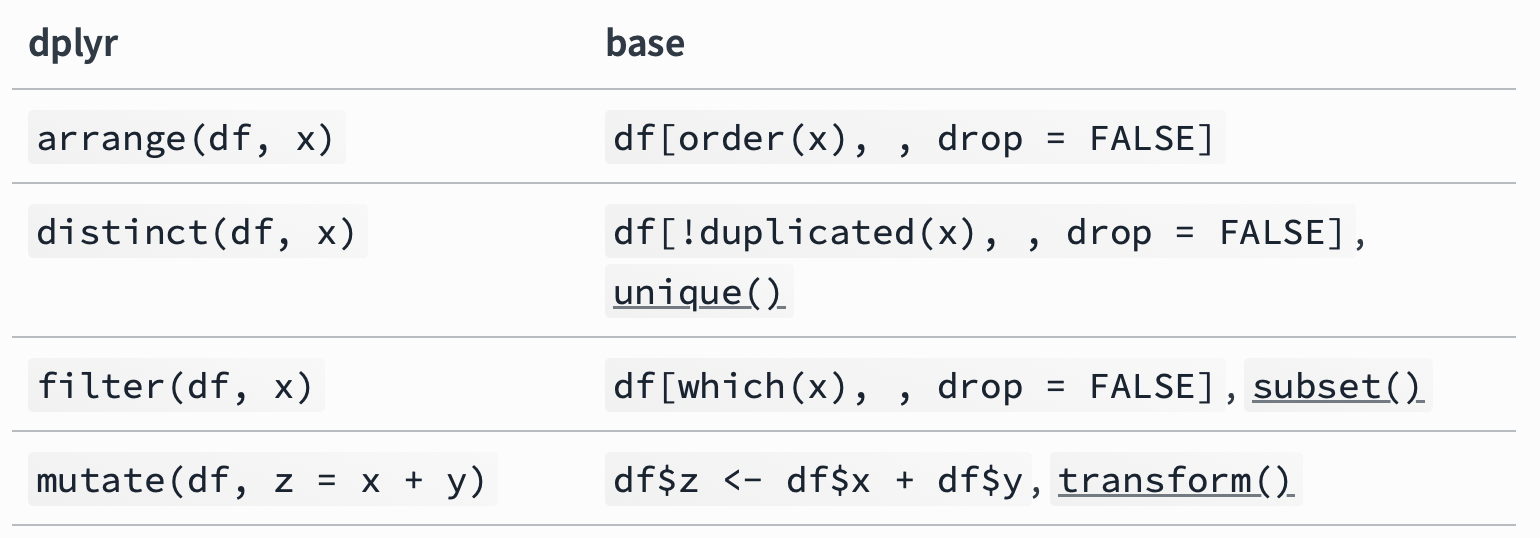 dplyr base
arrange(df, x) df[order(x), , drop = FALSE]
distinct(df, x) df[!duplicated(x), , drop = FALSE],
unique()
filter(df, x) df[which(x), , drop = FALSE], subset()
mutate(df, z = x + y) df$z <- df$x + df$y, transform()